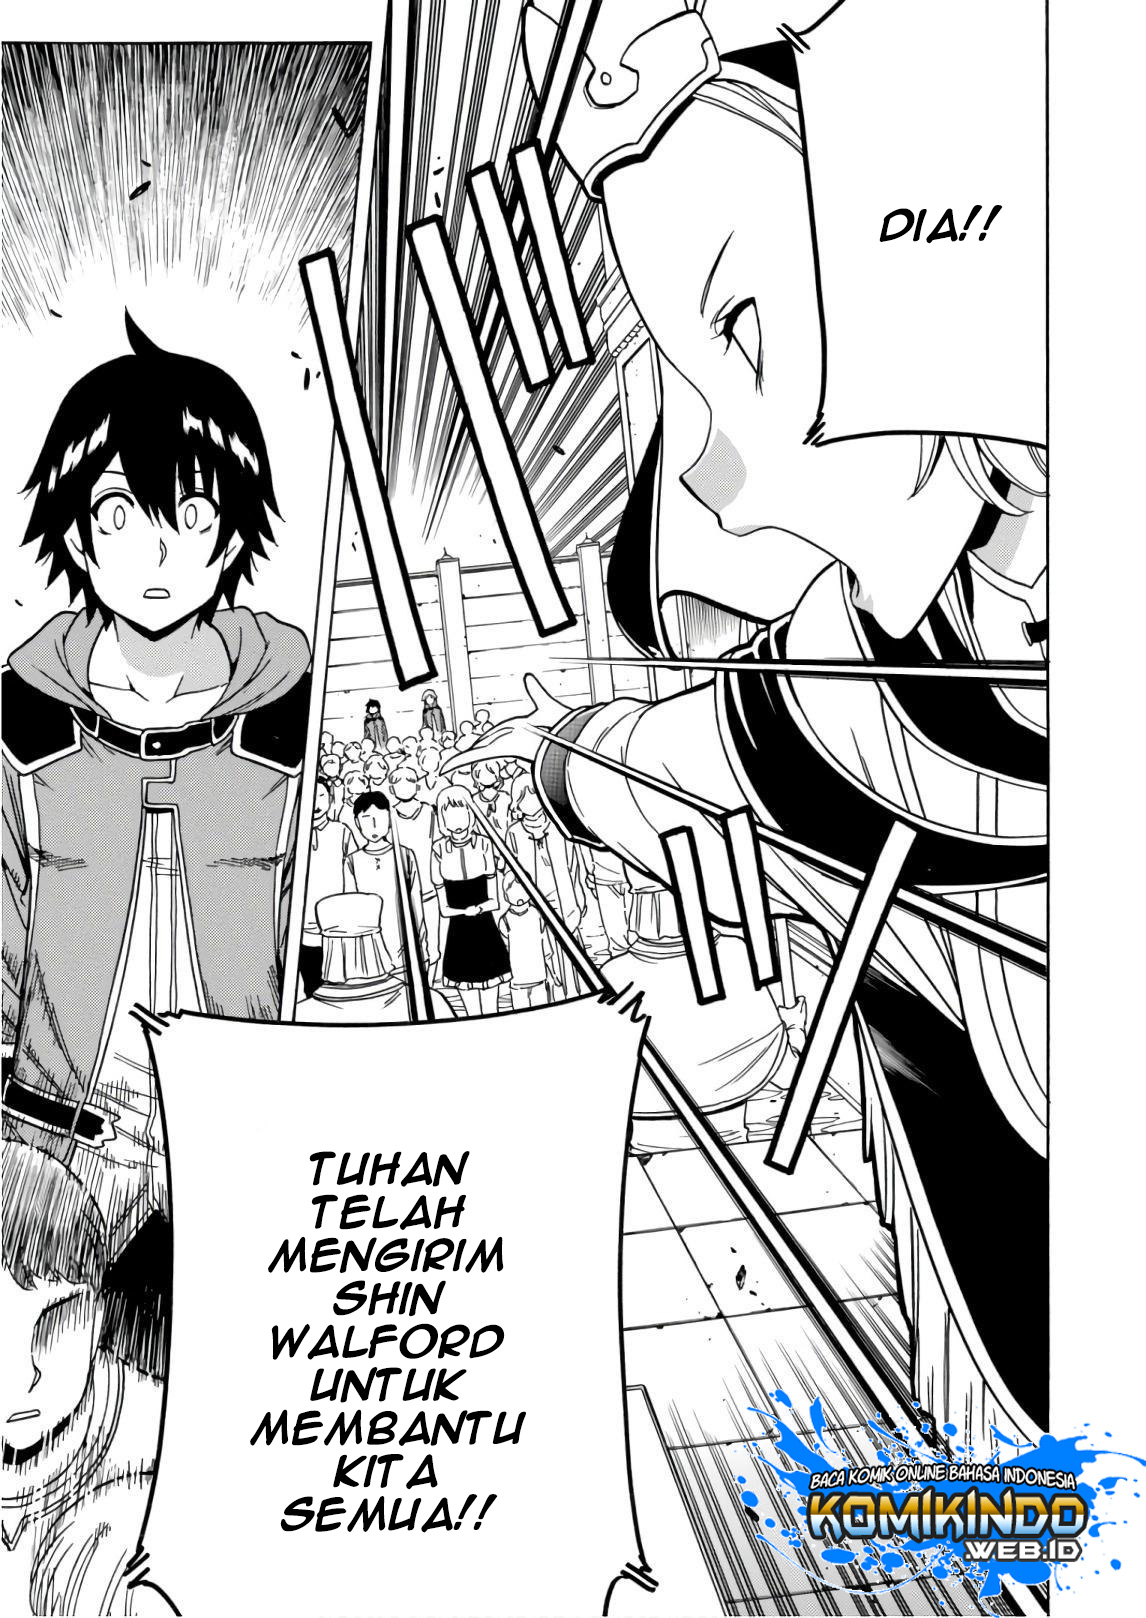 DIA!!
TUHAN
TELAH
MENGIRIM
SHIN
WALFORD
UNTUK
MEMBANTU
KITA
SEMUA!!
BACA KOMIK ONLINE BAHASA INDONESIA
KOMIKINDO
.WEB.ID